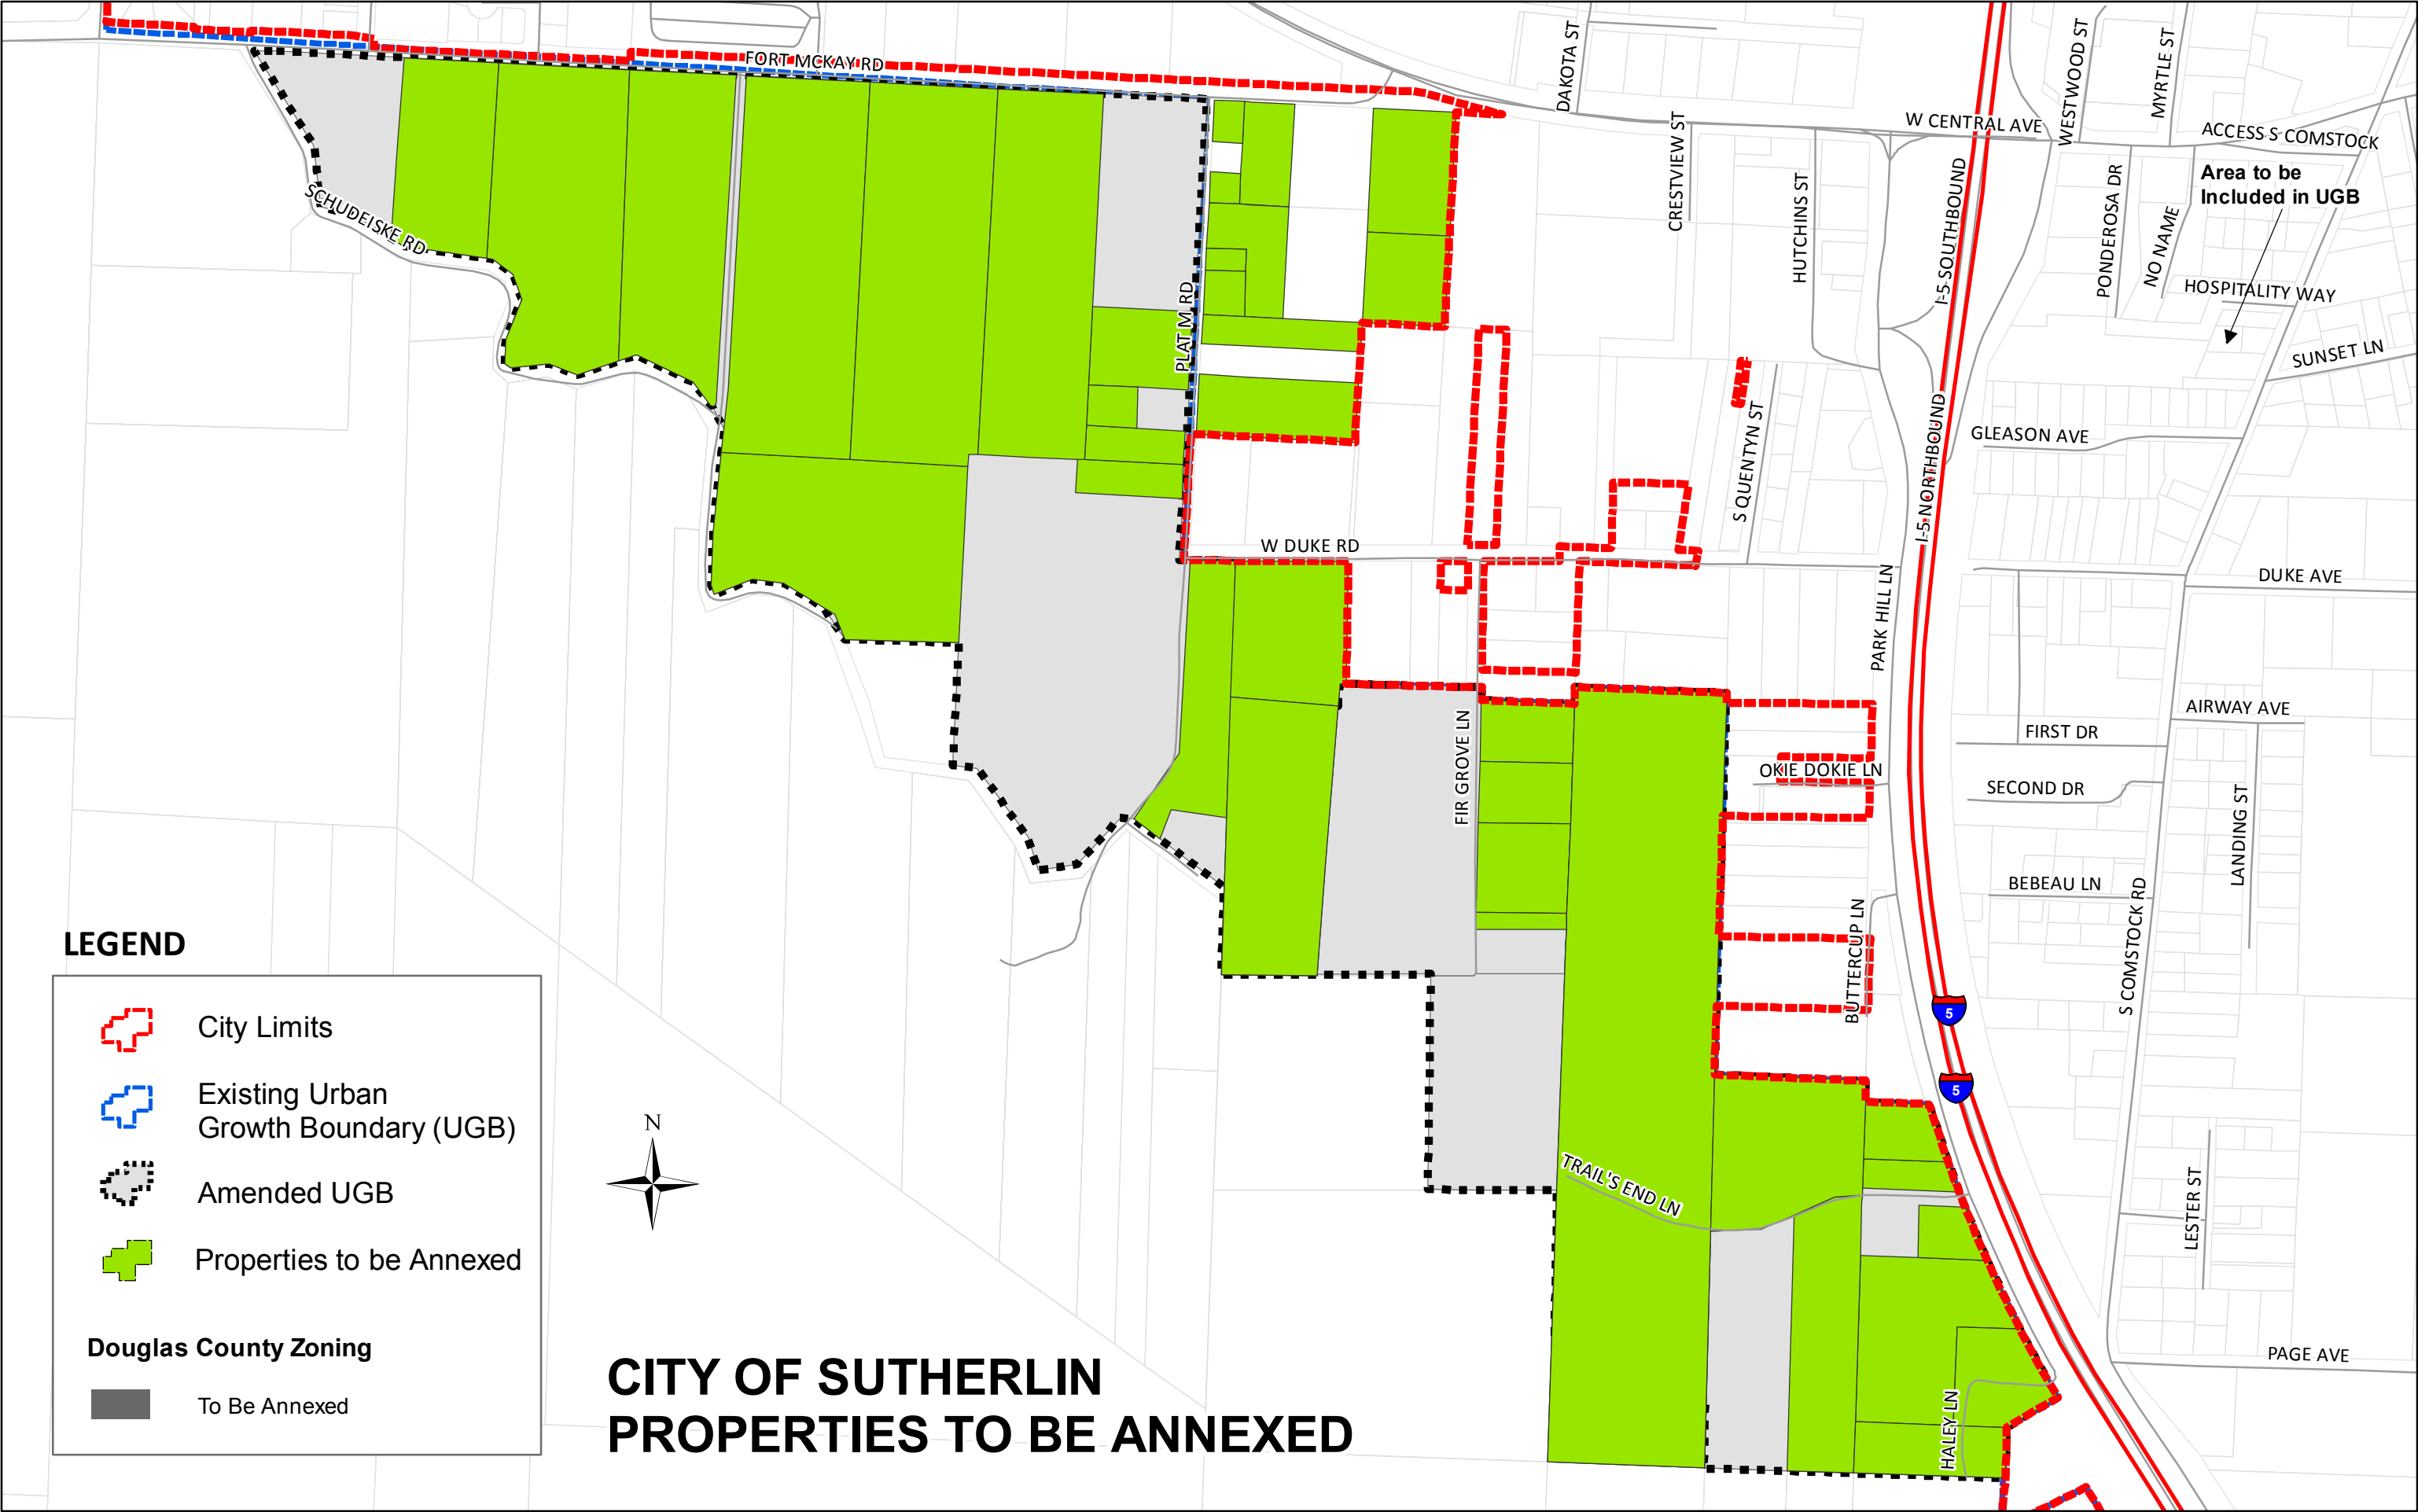 FORT MCKAY RD
DAKOTA ST
WESTWOOD ST
MYRTLE ST
W CENTRAL AVE
ACCESS S COMSTOCK
CRESTVIEW ST
HUTCHINS ST
I-5 SOUTHBOUND
PONDEROSA DR
NO NAME
Area to be
Included in UGB
SCHUDEISKE RD
PLAT M RD
HOSPITALITY WAY
SUNSET LN
S SQUENTYN ST
I-5 NORTHBOUND
GLEASON AVE
W DUKE RD
DUKE AVE
PARK HILL LN
FIR GROVE LN
AIRWAY AVE
FIRST DR
OKIE DOKIE LN
SECOND DR
LANDING ST
BEBEAU LN
BUTTERCUP LN
S COMSTOCK RD
5
5
TRAIL'S END LN
LESTER ST
PAGE AVE
HALEY LN
LEGEND
City Limits
Existing Urban
Growth Boundary (UGB)
Amended UGB
Properties to be Annexed
Douglas County Zoning
To Be Annexed
N
CITY OF SUTHERLIN
PROPERTIES TO BE ANNEXED